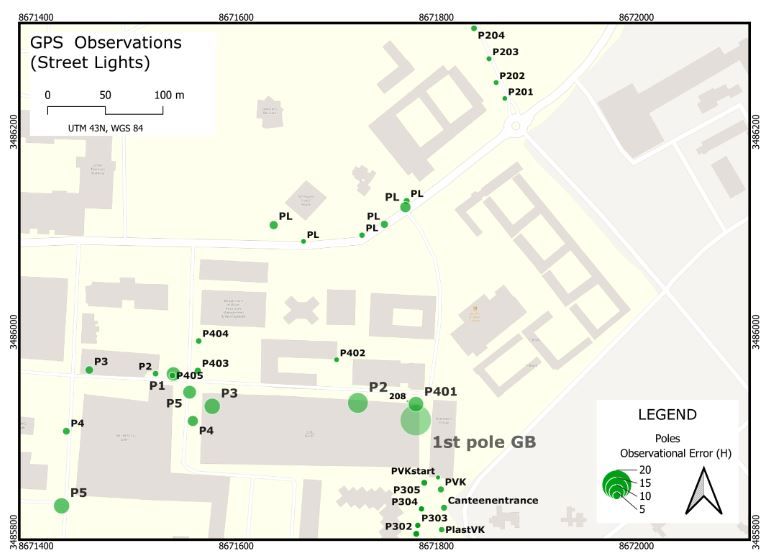 8671400 8671600 8671800 8672000
GPS Observations
(Street Lights)
0 50 100 m
UTM 43N, WGS 84
P204
P203
P202
P201
3486200 3486200
PL PL
PL PL
PL PL
3486000 3486000
P404
P402
P3 P2 P403
P1 P405
P5 P3 P2 208 P401
P4 P4 1st pole GB
LEGEND
Poles
Observational Error (H)
20
15
10
5
PVKstart
P305 PVK
P5 P304 Canteenentrance
P303
P302 PlastVK
3485800 3485800
8671400 8671600 8671800 8672000